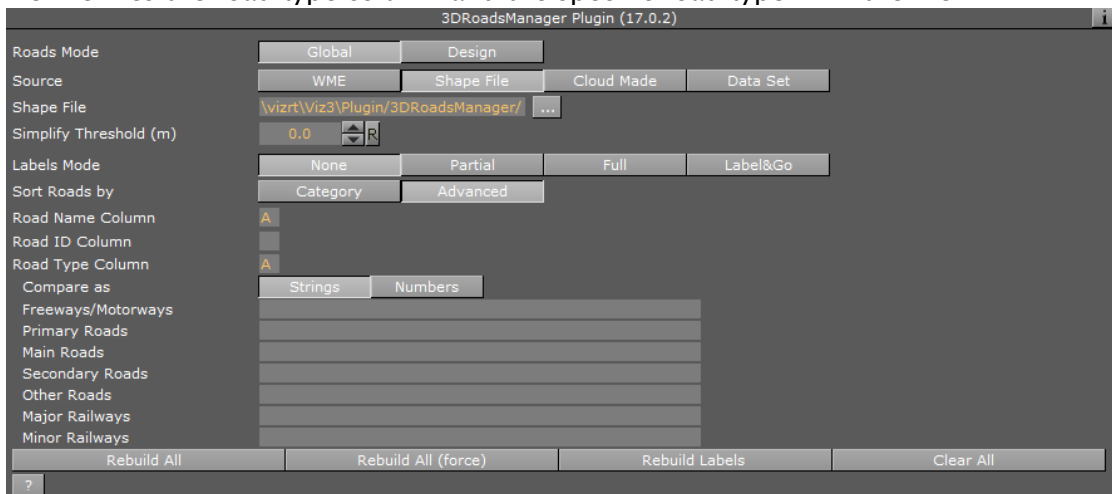 3DRoadsManager Plugin (17.0.2) i
Roads Mode Global Design
Source WME Shape File Cloud Made Data Set
Shape File \vizrt\Viz3\Plugin/3DRoadsManager/ ...
Simplify Threshold (m) 0.0 R
Labels Mode None Partial Full Label&Go
Sort Roads by Category Advanced
Road Name Column A
Road ID Column
Road Type Column A
Compare as Strings Numbers
Freeways/Motorways
Primary Roads
Main Roads
Secondary Roads
Other Roads
Major Railways
Minor Railways
Rebuild All Rebuild All (force) Rebuild Labels Clear All
?